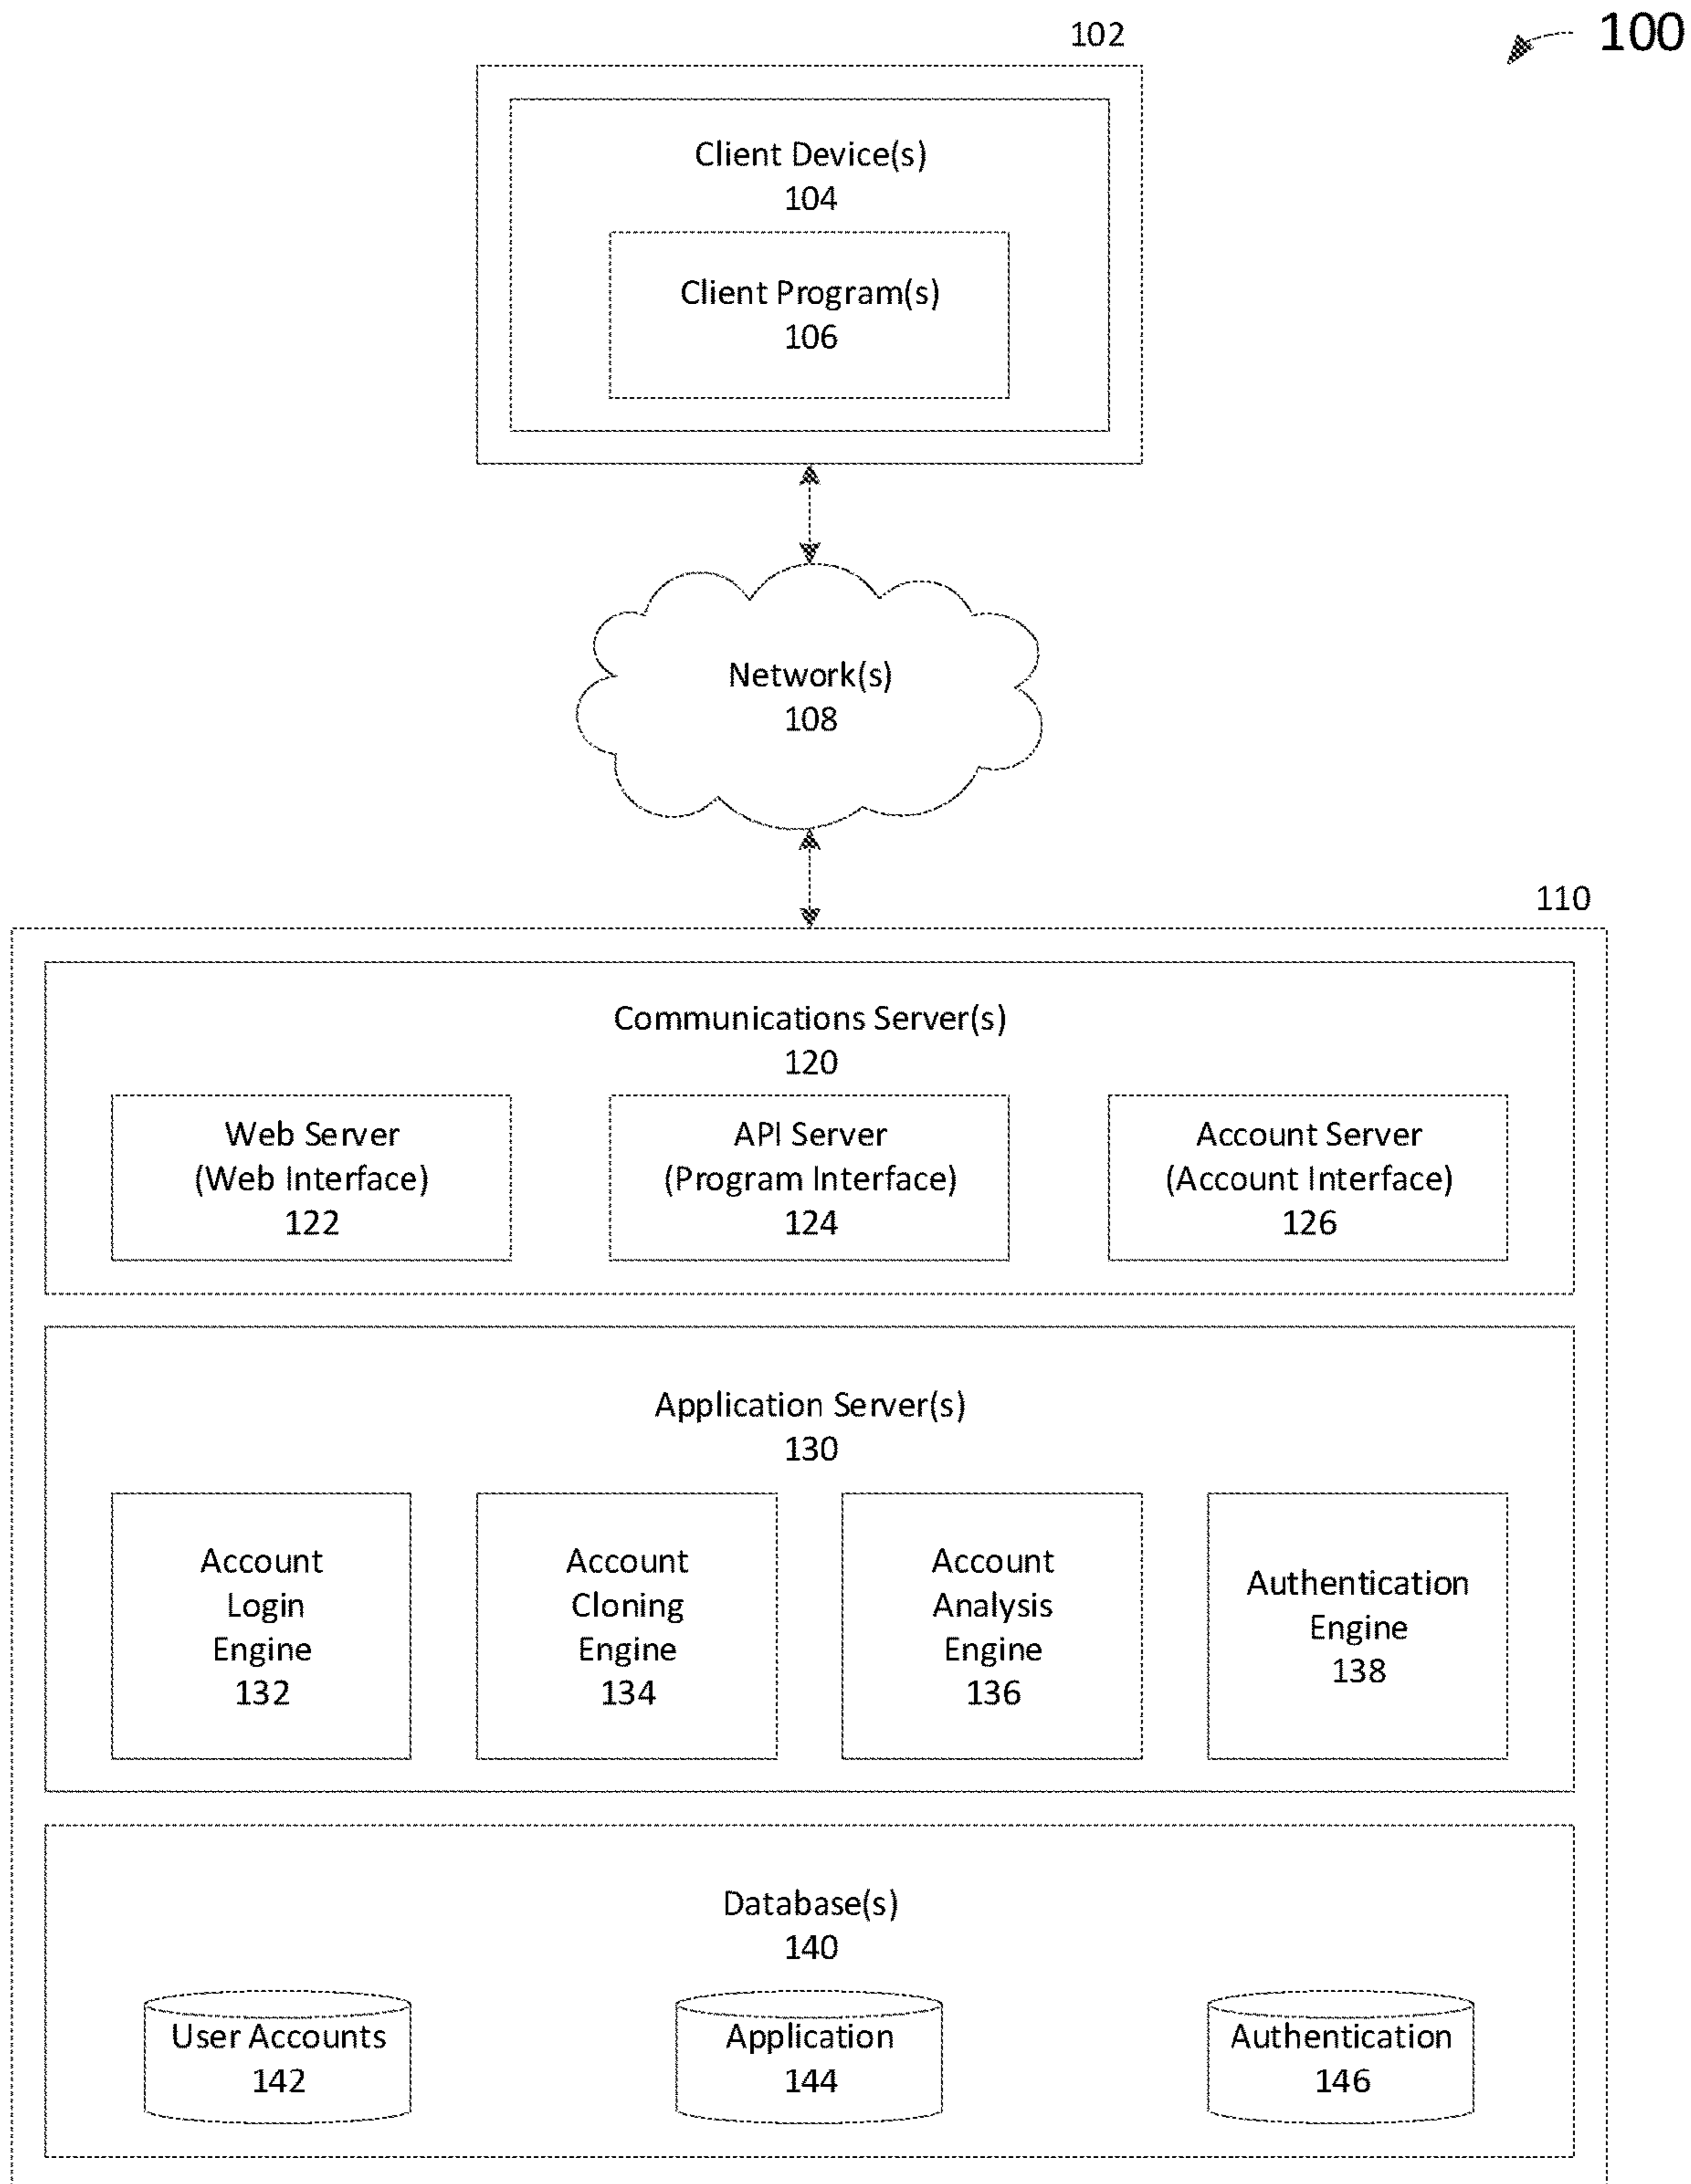 102
100
Client Device(s)
104
Client Program(s)
106
Network(s)
108
110
Communications Server(s)
120
Web Server
(Web Interface)
122
API Server
(Program Interface)
124
Account Server
(Account Interface)
126
Application Server(s)
130
Account
Login
Engine
132
Account
Cloning
Engine
134
Account
Analysis
Engine
136
Authentication
Engine
138
Database(s)
140
User Accounts
142
Application
144
Authentication
146